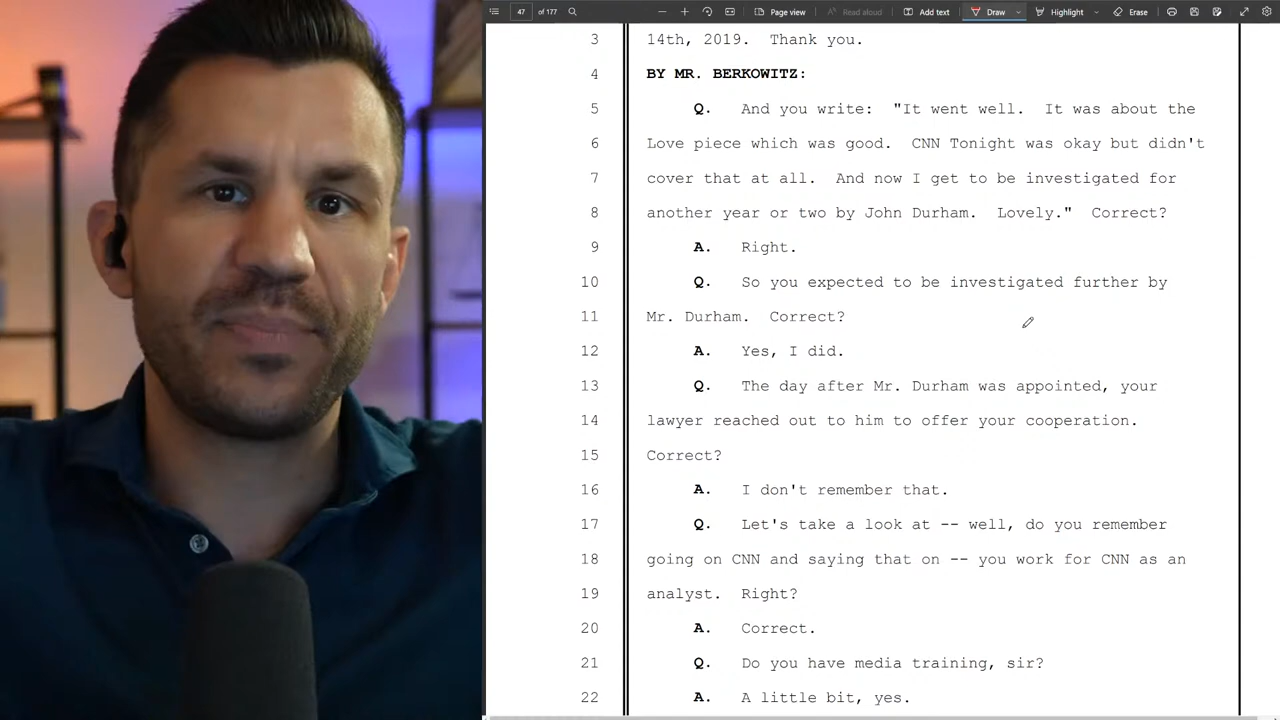 47 of 177
Page view
Read aloud
Add text
Draw
Highlight
Erase
3 14th, 2019. Thank you.
4 BY MR. BERKOWITZ:
5 Q. And you write: "It went well. It was about the
6 Love piece which was good. CNN Tonight was okay but didn't
7 cover that at all. And now I get to be investigated for
8 another year or two by John Durham. Lovely." Correct?
9 A. Right.
10 Q. So you expected to be investigated further by
11 Mr. Durham. Correct?
12 A. Yes, I did.
13 Q. The day after Mr. Durham was appointed, your
14 lawyer reached out to him to offer your cooperation.
15 Correct?
16 A. I don't remember that.
17 Q. Let's take a look at -- well, do you remember
18 going on CNN and saying that on -- you work for CNN as an
19 analyst. Right?
20 A. Correct.
21 Q. Do you have media training, sir?
22 A. A little bit, yes.